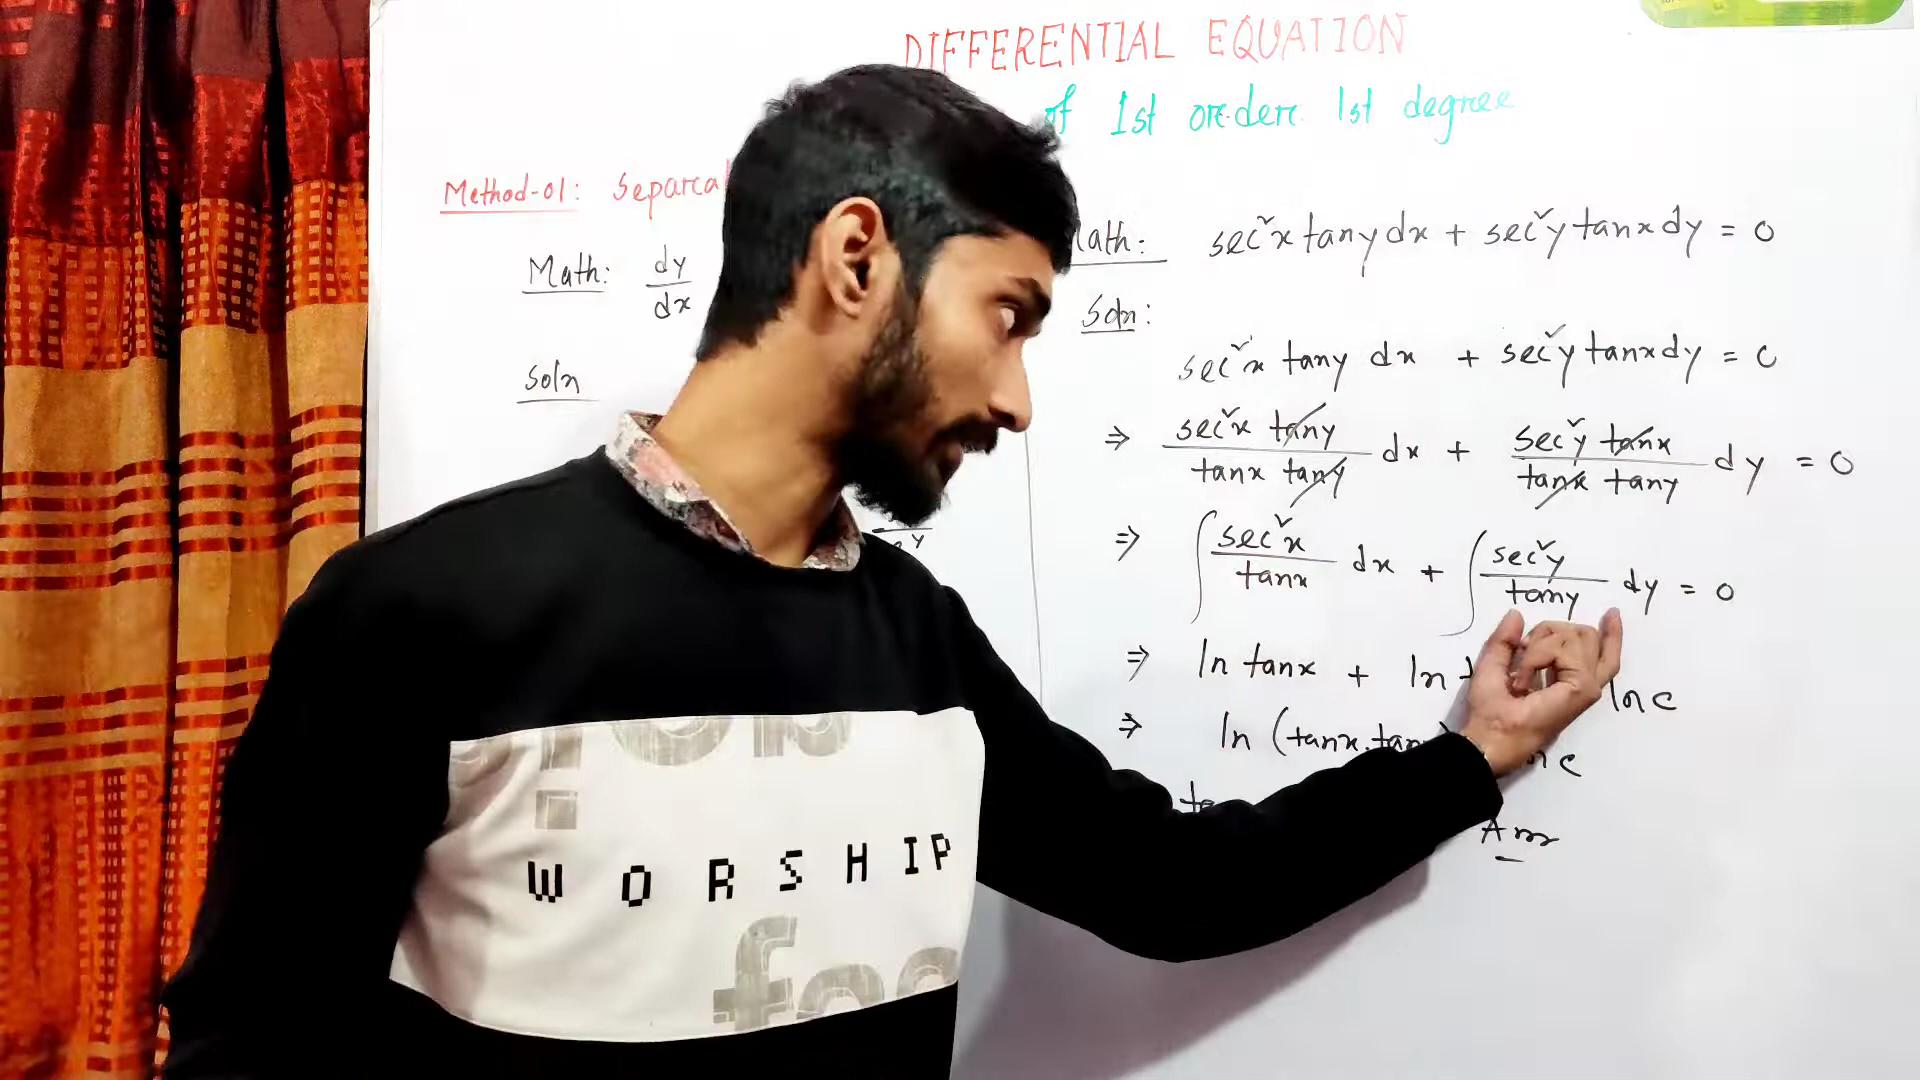 DIFFERENTIAL EQUATION
of 1st order 1st degree
Method-01:
Math: dy/dx
Soln
Math: sec²x tany dx + sec²y tanx dy = 0
Soln:
sec²x tany dx + sec²y tanx dy = 0
⇒ sec²x tany / tanx tany dx + sec²y tanx / tanx tany dy = 0
⇒ ∫ sec²x / tanx dx + ∫ sec²y / tany dy = 0
⇒ ln tanx + ln lnc
⇒ ln (tanx.tan c
Ans
WORSHIP